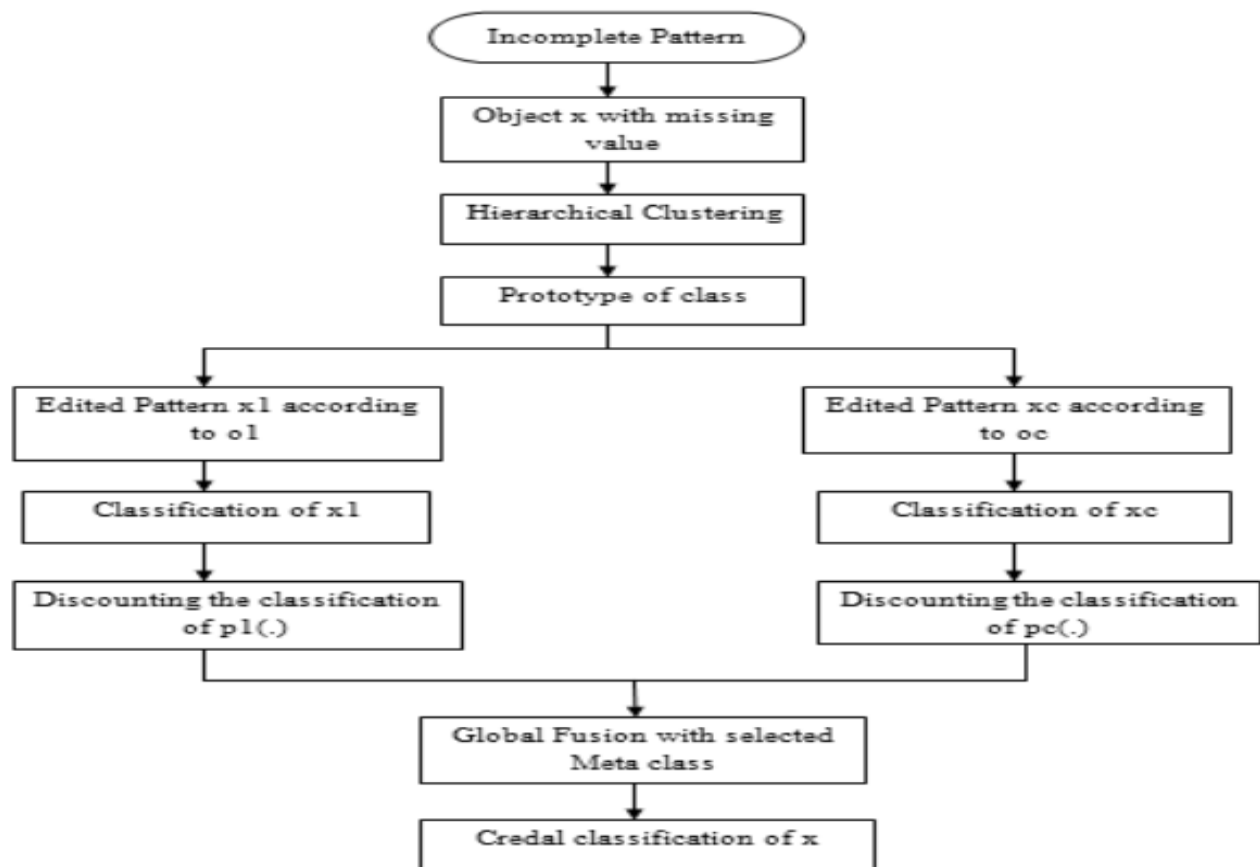 Incomplete Pattern
Object x with missing
value
Hierarchical Clustering
Prototype of class
Edited Pattern x1 according
to o1
Edited Pattern xc according
to oc
Classification of x1
Classification of xc
Discounting the classification
of p1(.)
Discounting the classification
of pc(.)
Global Fusion with selected
Meta class
Credal classification of x